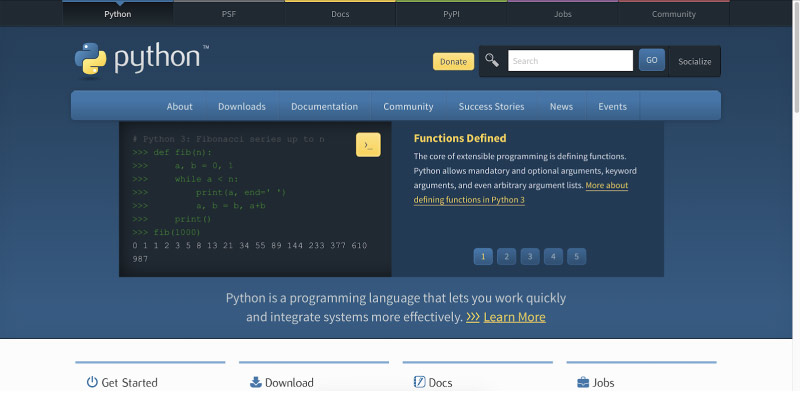 Python PSF Docs PyPI Jobs Community
python™
Donate Search GO Socialize
About Downloads Documentation Community Success Stories News Events
# Python 3: Fibonacci series up to n
>>> def fib(n):
>>>     a, b = 0, 1
>>>     while a < n:
>>>         print(a, end=' ')
>>>         a, b = b, a+b
>>>     print()
>>> fib(1000)
0 1 1 2 3 5 8 13 21 34 55 89 144 233 377 610
987
>_
Functions Defined
The core of extensible programming is defining functions.
Python allows mandatory and optional arguments, keyword
arguments, and even arbitrary argument lists. More about
defining functions in Python 3
1 2 3 4 5
Python is a programming language that lets you work quickly
and integrate systems more effectively. >>> Learn More
Get Started Download Docs Jobs